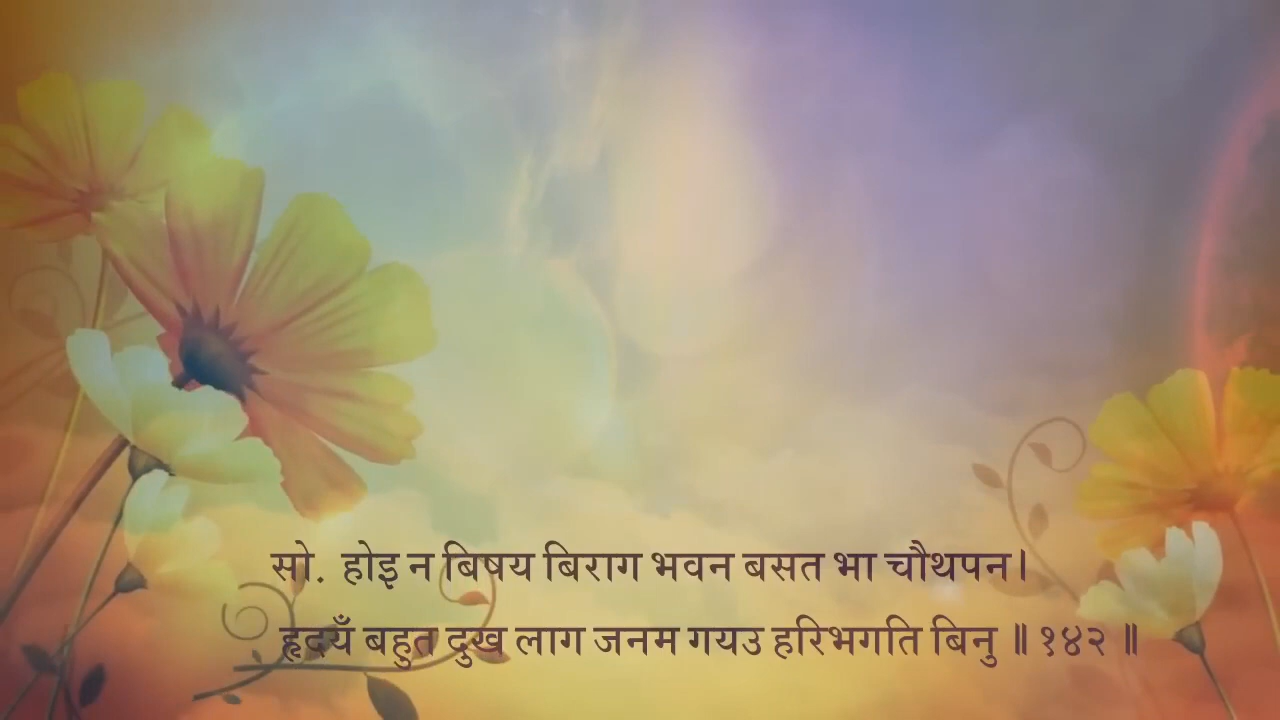 सो. होइ न बिषय बिराग भवन बसत भा चौथपन।
हृदयँ बहुत दुख लाग जनम गयउ हरिभगति बिनु ॥ १४२ ॥